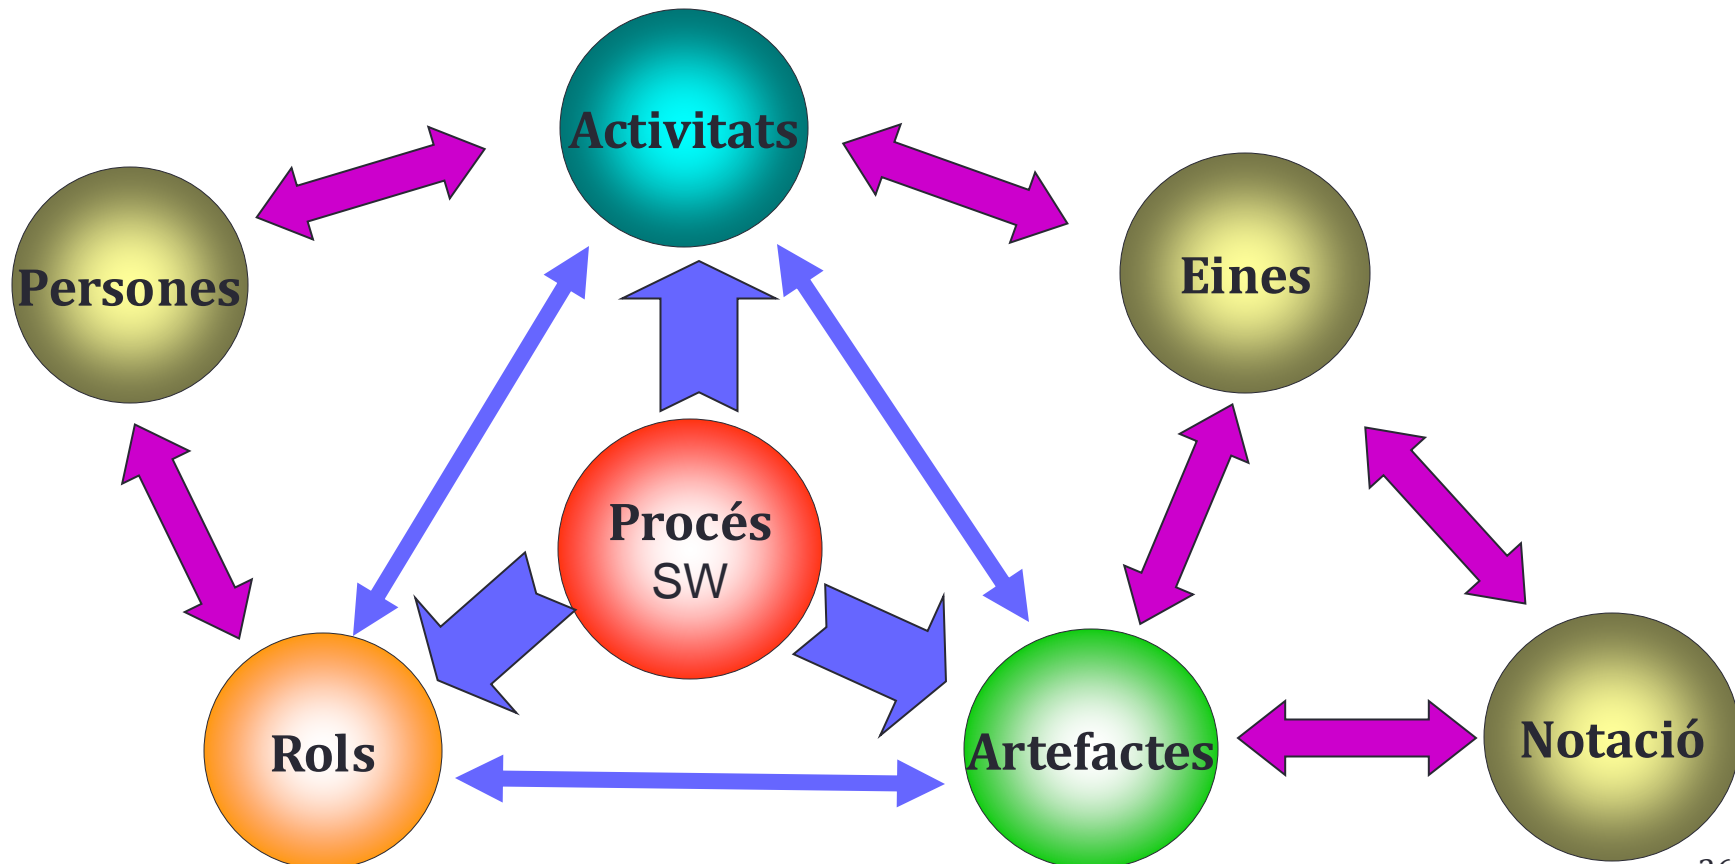 Activitats
Persones
Eines
Procés
SW
Rols
Artefactes
Notació